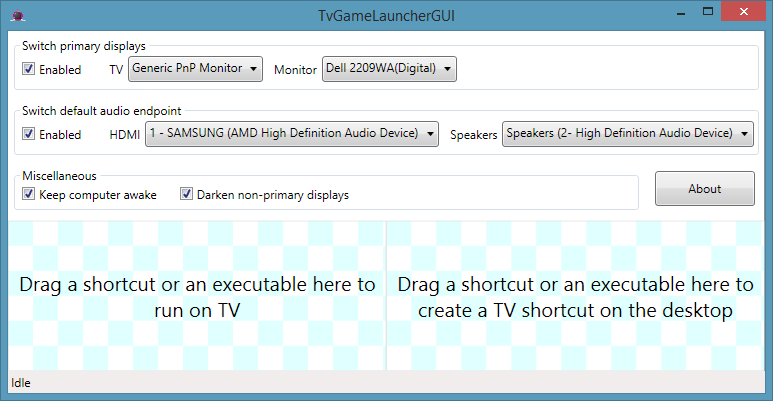 TvGameLauncherGUI
Switch primary displays
Enabled TV Generic PnP Monitor Monitor Dell 2209WA(Digital)
Switch default audio endpoint
Enabled HDMI 1 - SAMSUNG (AMD High Definition Audio Device) Speakers Speakers (2- High Definition Audio Device)
Miscellaneous
Keep computer awake Darken non-primary displays About
Drag a shortcut or an executable here to
run on TV
Drag a shortcut or an executable here to
create a TV shortcut on the desktop
Idle